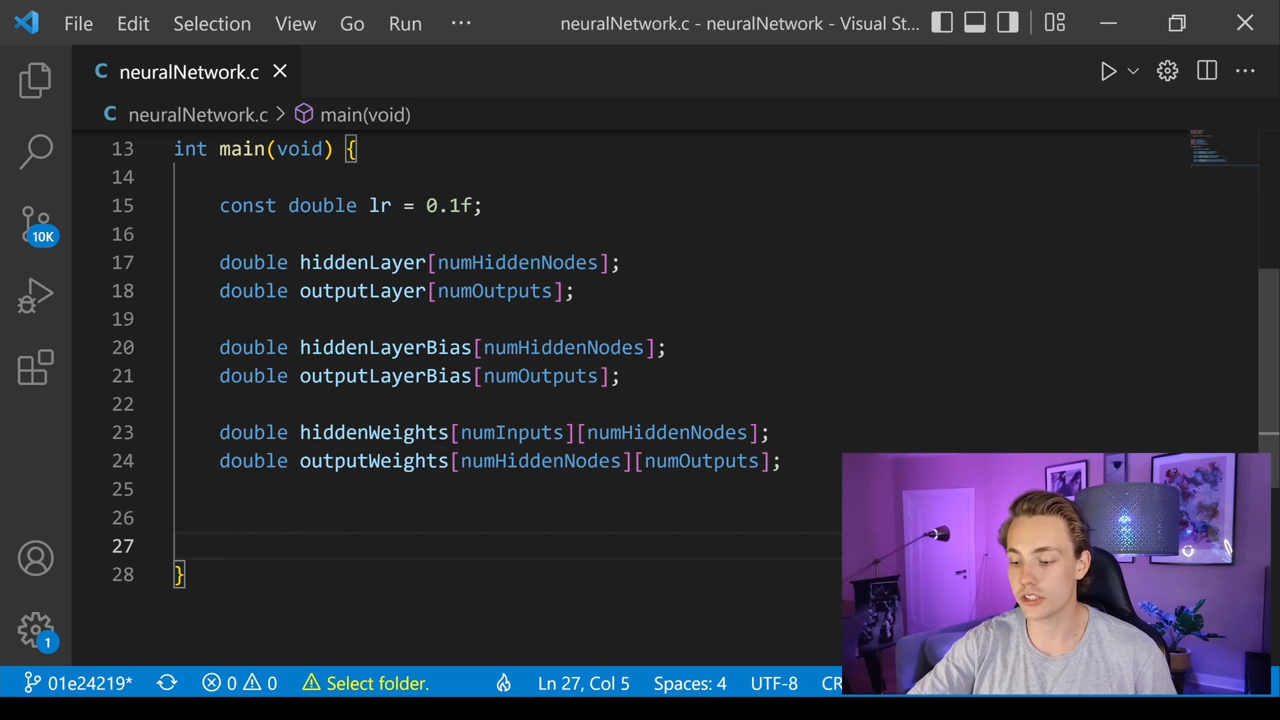 File Edit Selection View Go Run ··· neuralNetwork.c - neuralNetwork - Visual St...
C neuralNetwork.c
C neuralNetwork.c > main(void)
13 int main(void) {
14
15 const double lr = 0.1f;
16
17 double hiddenLayer[numHiddenNodes];
18 double outputLayer[numOutputs];
19
20 double hiddenLayerBias[numHiddenNodes];
21 double outputLayerBias[numOutputs];
22
23 double hiddenWeights[numInputs][numHiddenNodes];
24 double outputWeights[numHiddenNodes][numOutputs];
25
26
27
28 }
10K
1
01e24219* 0 0 Select folder. Ln 27, Col 5 Spaces: 4 UTF-8 CR